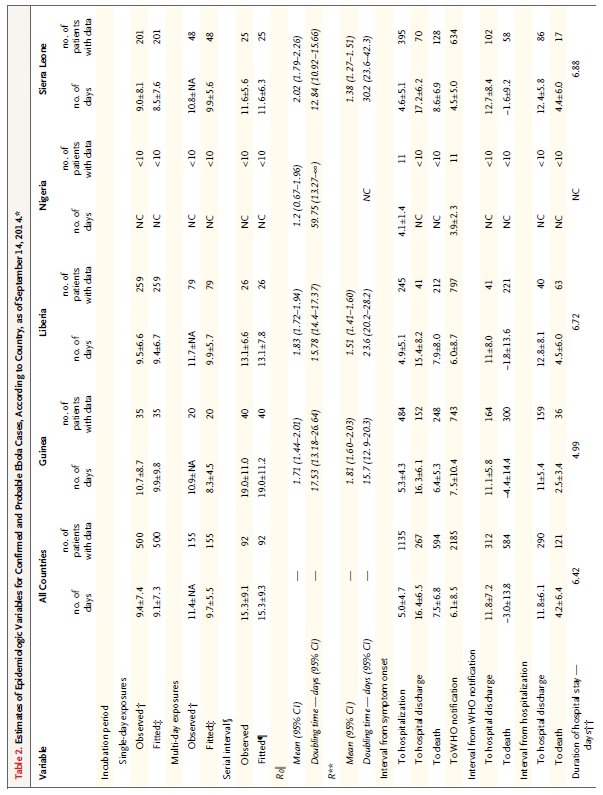 Table 2. Estimates of Epidemiologic Variables for Confirmed and Probable Ebola Cases, According to Country, as of September 14, 2014.*
Variable All Countries Guinea Liberia Nigeria Sierra Leone
no. of days no. of patients with data no. of days no. of patients with data no. of days no. of patients with data no. of days no. of patients with data no. of days no. of patients with data
Incubation period
Single-day exposures
Observed† 9.4±7.4 500 10.7±8.7 35 9.5±6.6 259 NC <10 9.0±8.1 201
Fitted‡ 9.1±7.3 500 9.9±9.8 35 9.4±6.7 259 NC <10 8.5±7.6 201
Multi-day exposures
Observed† 11.4±NA 155 10.9±NA 20 11.7±NA 79 NC <10 10.8±NA 48
Fitted‡ 9.7±5.5 155 8.3±4.5 20 9.9±5.7 79 NC <10 9.9±5.6 48
Serial interval§
Observed 15.3±9.1 92 19.0±11.0 40 13.1±6.6 26 NC <10 11.6±5.6 25
Fitted¶ 15.3±9.3 92 19.0±11.2 40 13.1±7.8 26 NC <10 11.6±6.3 25
R0‖
Mean (95% CI) — 1.71 (1.44–2.01) 1.83 (1.72–1.94) 1.2 (0.67–1.96) 2.02 (1.79–2.26)
Doubling time — days (95% CI) — 17.53 (13.18–26.64) 15.78 (14.4–17.37) 59.75 (13.27–∞) 12.84 (10.92–15.66)
R**
Mean (95% CI) — 1.81 (1.60–2.03) 1.51 (1.41–1.60) 1.38 (1.27–1.51)
Doubling time — days (95% CI) — 15.7 (12.9–20.3) 23.6 (20.2–28.2) NC 30.2 (23.6–42.3)
Interval from symptom onset
To hospitalization 5.0±4.7 1135 5.3±4.3 484 4.9±5.1 245 4.1±1.4 11 4.6±5.1 395
To hospital discharge 16.4±6.5 267 16.3±6.1 152 15.4±8.2 41 NC <10 17.2±6.2 70
To death 7.5±6.8 594 6.4±5.3 248 7.9±8.0 212 NC <10 8.6±6.9 128
To WHO notification 6.1±8.5 2185 7.5±10.4 743 6.0±8.7 797 3.9±2.3 11 4.5±5.0 634
Interval from WHO notification
To hospital discharge 11.8±7.2 312 11.1±5.8 164 11±8.0 41 NC <10 12.7±8.4 102
To death –3.0±13.8 584 –4.4±14.4 300 –1.8±13.6 221 NC <10 –1.6±9.2 58
Interval from hospitalization
To hospital discharge 11.8±6.1 290 11±5.4 159 12.8±8.1 40 NC <10 12.4±5.8 86
To death 4.2±6.4 121 2.5±3.4 36 4.5±6.0 63 NC <10 4.4±6.0 17
Duration of hospital stay — days†† 6.42 4.99 6.72 NC 6.88